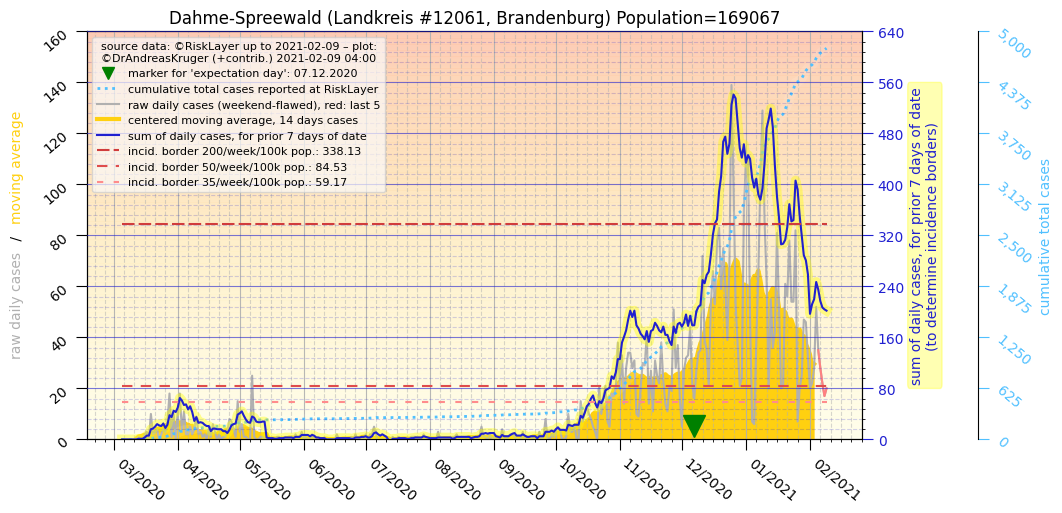 Dahme-Spreewald (Landkreis #12061, Brandenburg) Population=169067
source data: ©RiskLayer up to 2021-02-09 – plot:
©DrAndreasKruger (+contrib.) 2021-02-09 04:00
marker for 'expectation day': 07.12.2020
cumulative total cases reported at RiskLayer
raw daily cases (weekend-flawed), red: last 5
centered moving average, 14 days cases
sum of daily cases, for prior 7 days of date
incid. border 200/week/100k pop.: 338.13
incid. border 50/week/100k pop.: 84.53
incid. border 35/week/100k pop.: 59.17
raw daily cases / moving average
160
140
120
100
80
60
40
20
0
03/2020
04/2020
05/2020
06/2020
07/2020
08/2020
09/2020
10/2020
11/2020
12/2020
01/2021
02/2021
640
560
480
400
320
240
160
80
0
sum of daily cases, for prior 7 days of date
(to determine incidence borders)
5,000
4,375
3,750
3,125
2,500
1,875
1,250
625
0
cumulative total cases